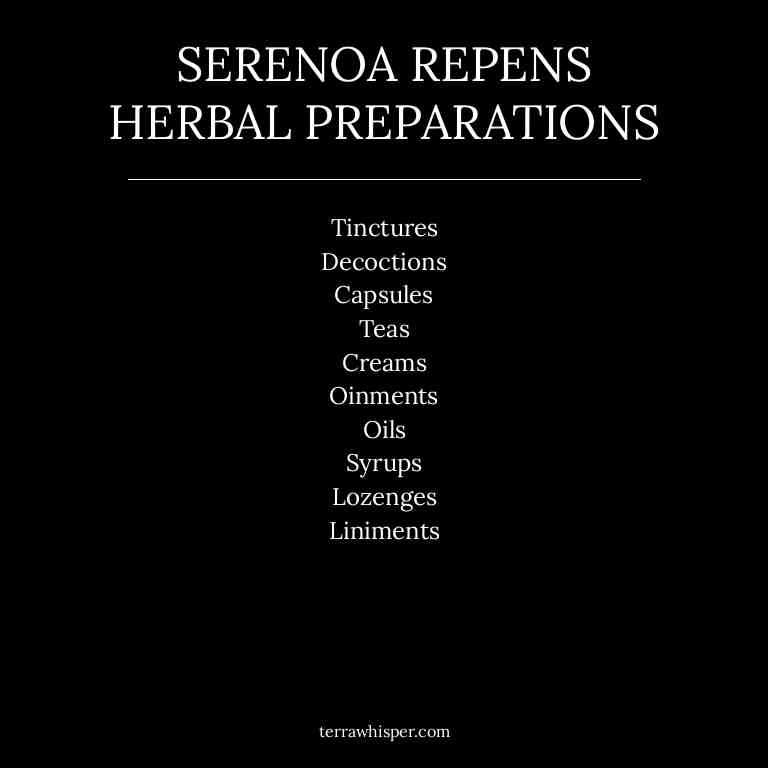 SERENOA REPENS
HERBAL PREPARATIONS
Tinctures
Decoctions
Capsules
Teas
Creams
Oinments
Oils
Syrups
Lozenges
Liniments
terrawhisper.com